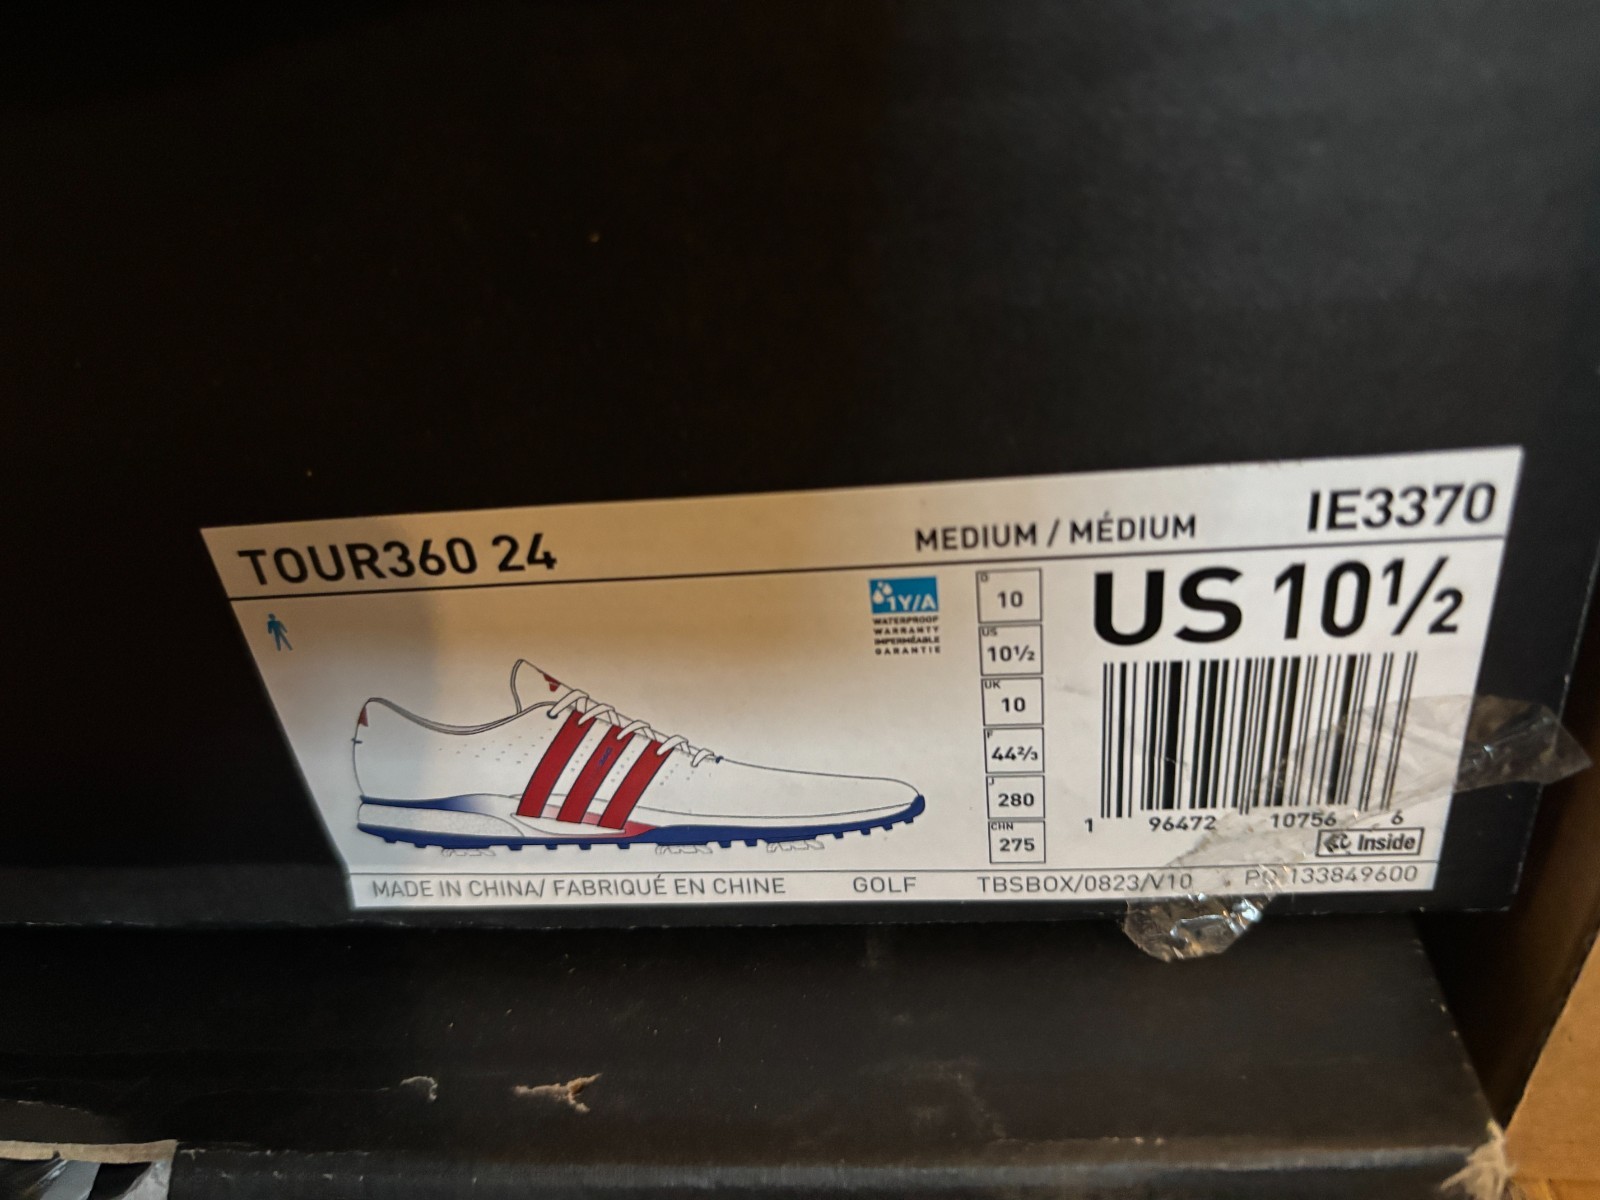 TOUR360 24
MEDIUM / MÉDIUM
IE3370
1Y/A
WATERPROOF
WARRANTY
IMPERMÉABLE
GARANTIE
D
10
US
10½
UK
10
F
44⅔
J
280
CHN
275
US 10½
1 96472 10756 6
Inside
MADE IN CHINA/ FABRIQUÉ EN CHINE
GOLF
TBSBOX/0823/V10
133849600